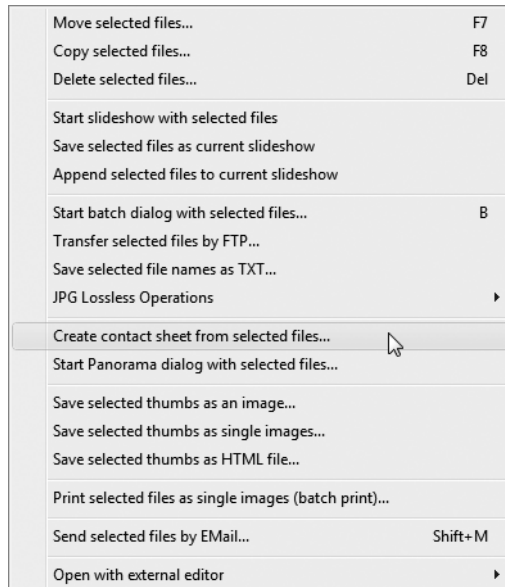 Move selected files... F7
Copy selected files... F8
Delete selected files... Del
Start slideshow with selected files
Save selected files as current slideshow
Append selected files to current slideshow
Start batch dialog with selected files... B
Transfer selected files by FTP...
Save selected file names as TXT...
JPG Lossless Operations
Create contact sheet from selected files...
Start Panorama dialog with selected files...
Save selected thumbs as an image...
Save selected thumbs as single images...
Save selected thumbs as HTML file...
Print selected files as single images (batch print)...
Send selected files by EMail... Shift+M
Open with external editor